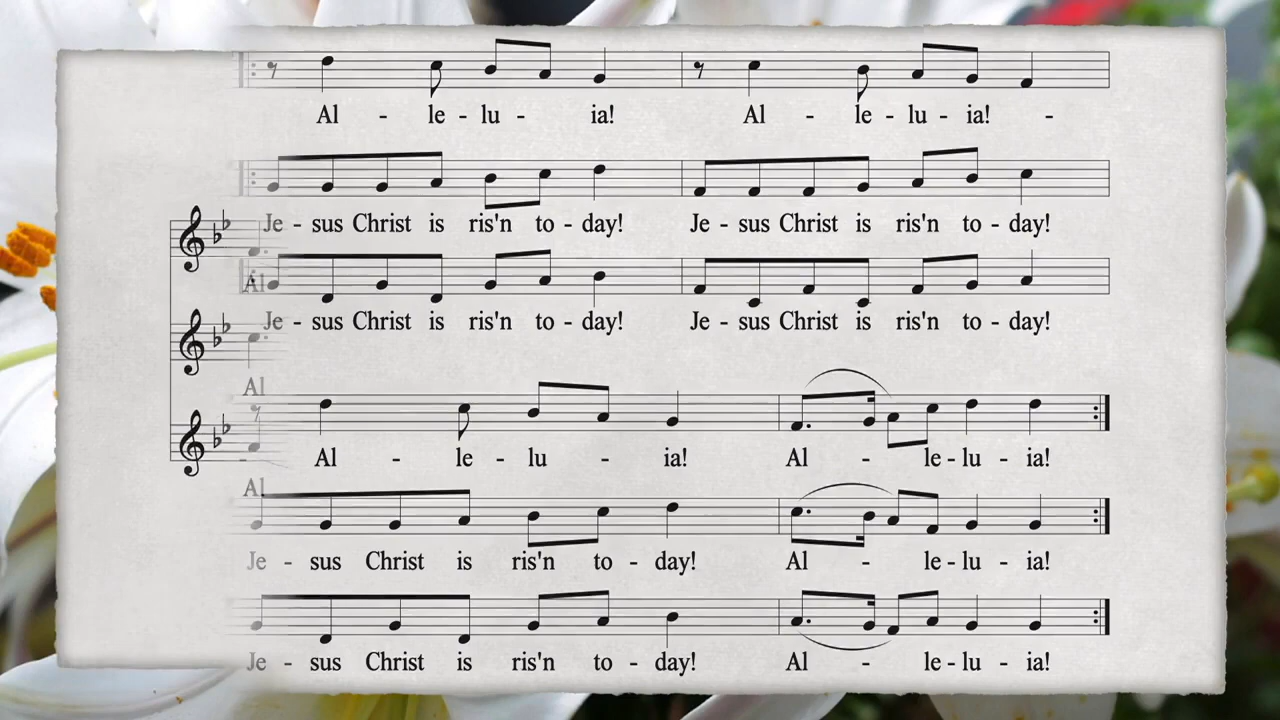 Al - le - lu - ia! Al - le - lu - ia! -
Je - sus Christ is ris'n to - day! Je - sus Christ is ris'n to - day!
Al
Je - sus Christ is ris'n to - day! Je - sus Christ is ris'n to - day!
Al
- Al - le - lu - ia! Al - le - lu - ia!
Al
Je - sus Christ is ris'n to - day! Al - le - lu - ia!
Je - sus Christ is ris'n to - day! Al - le - lu - ia!